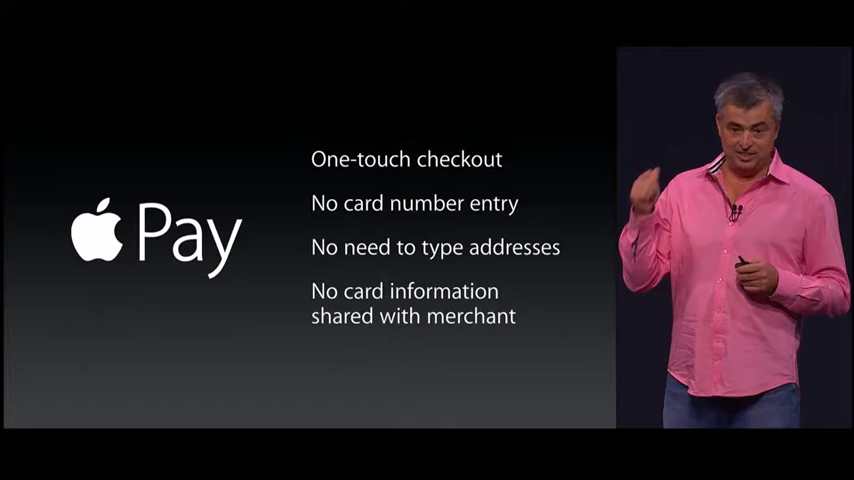 Pay
One-touch checkout
No card number entry
No need to type addresses
No card information
shared with merchant